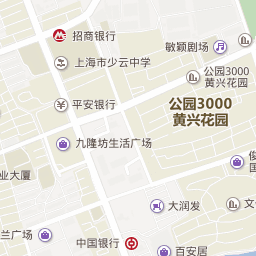 招商银行
敏颖剧场
上海市少云中学
公园3000
黄兴花园
平安银行
公园3000
黄兴花园
九隆坊生活广场
俊
国
业大厦
大润发
兰广场
中国银行
百安居